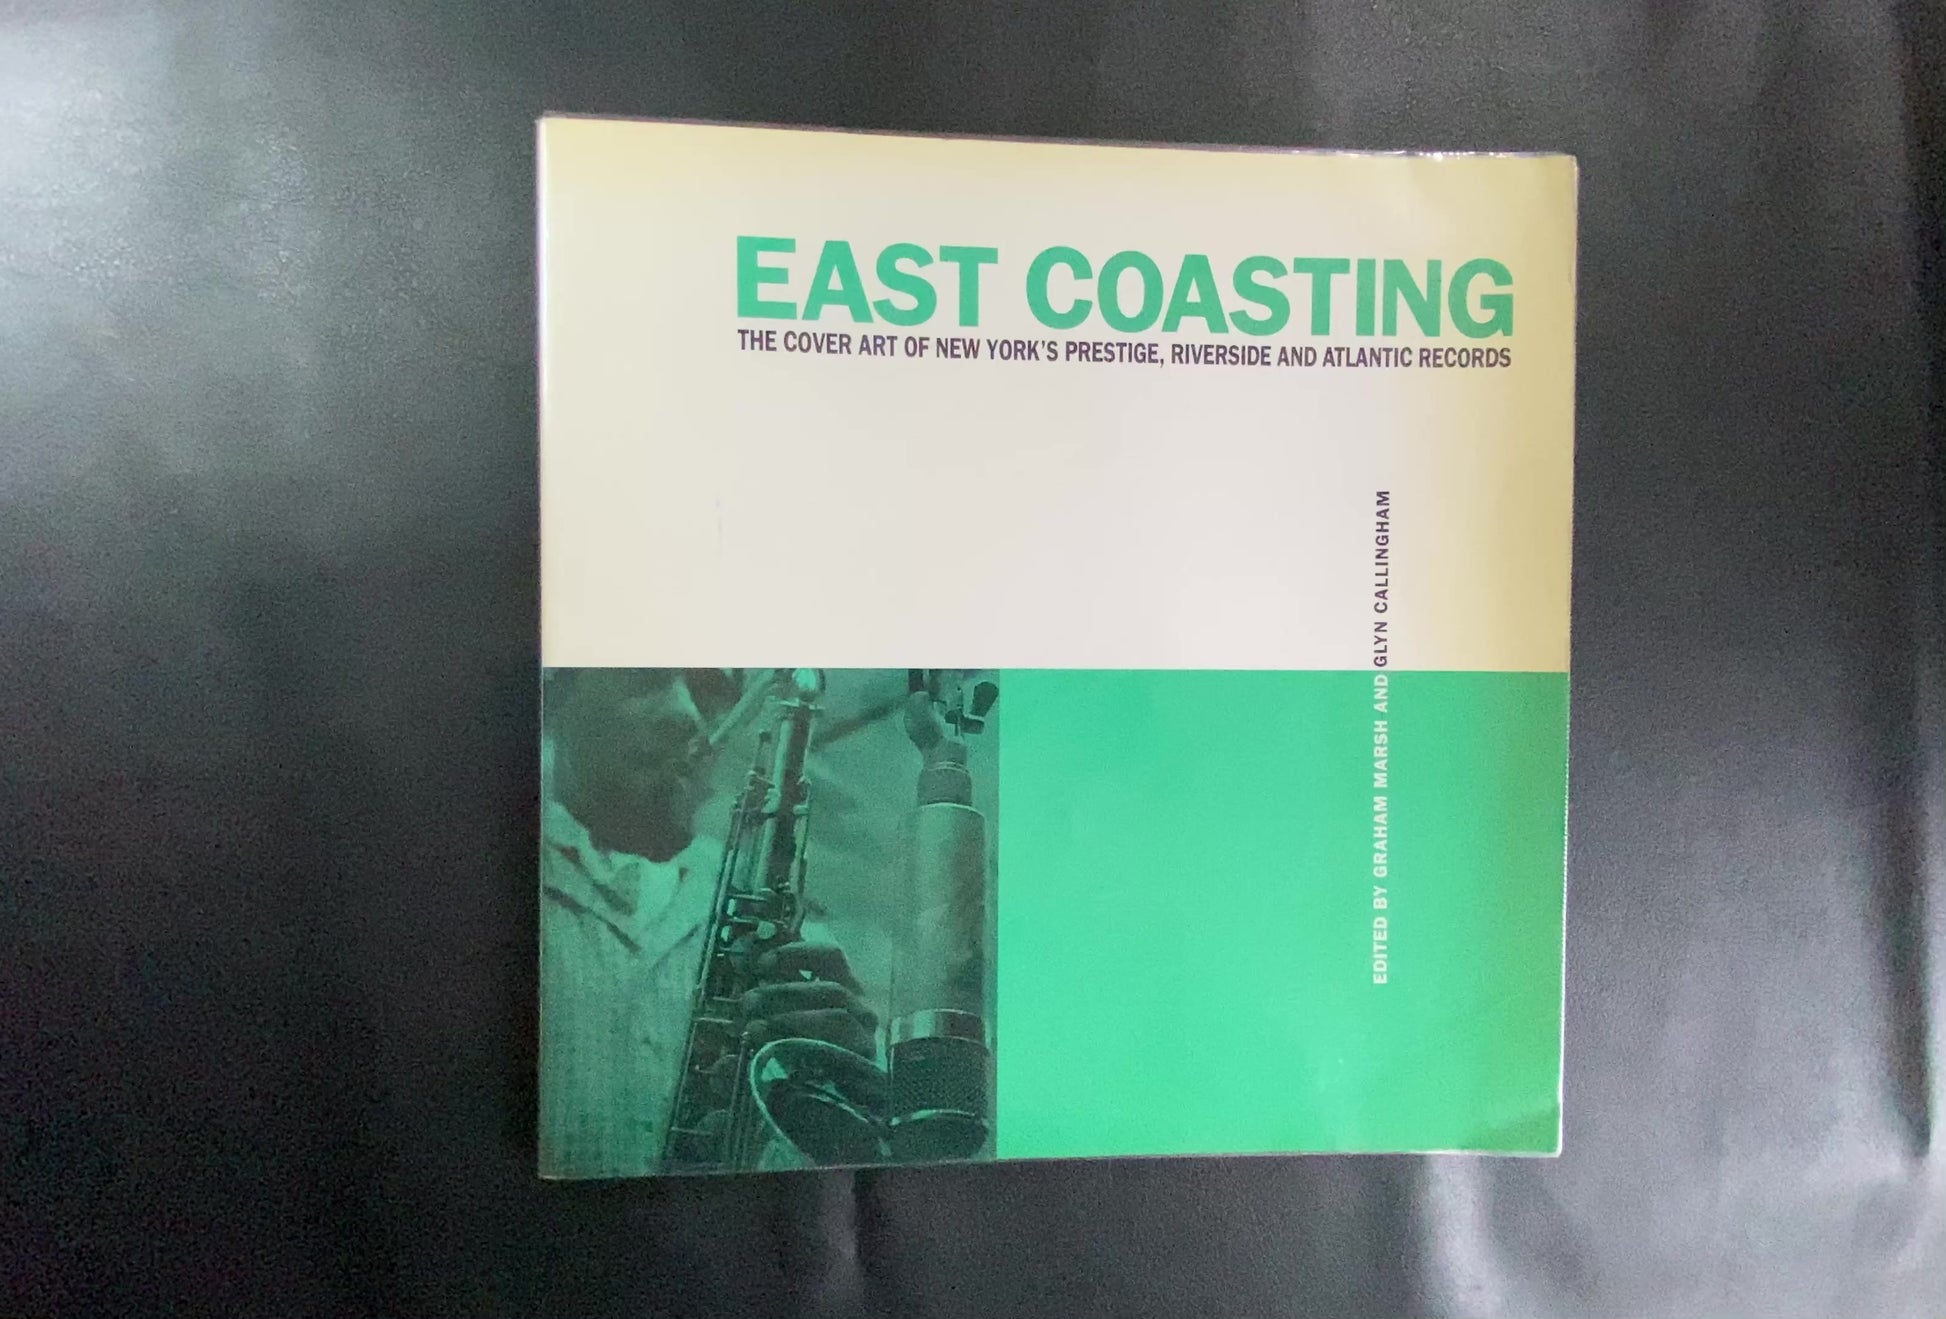 EAST COASTING
THE COVER ART OF NEW YORK'S PRESTIGE, RIVERSIDE AND ATLANTIC RECORDS
EDITED BY GRAHAM MARSH AND GLYN CALLINGHAM